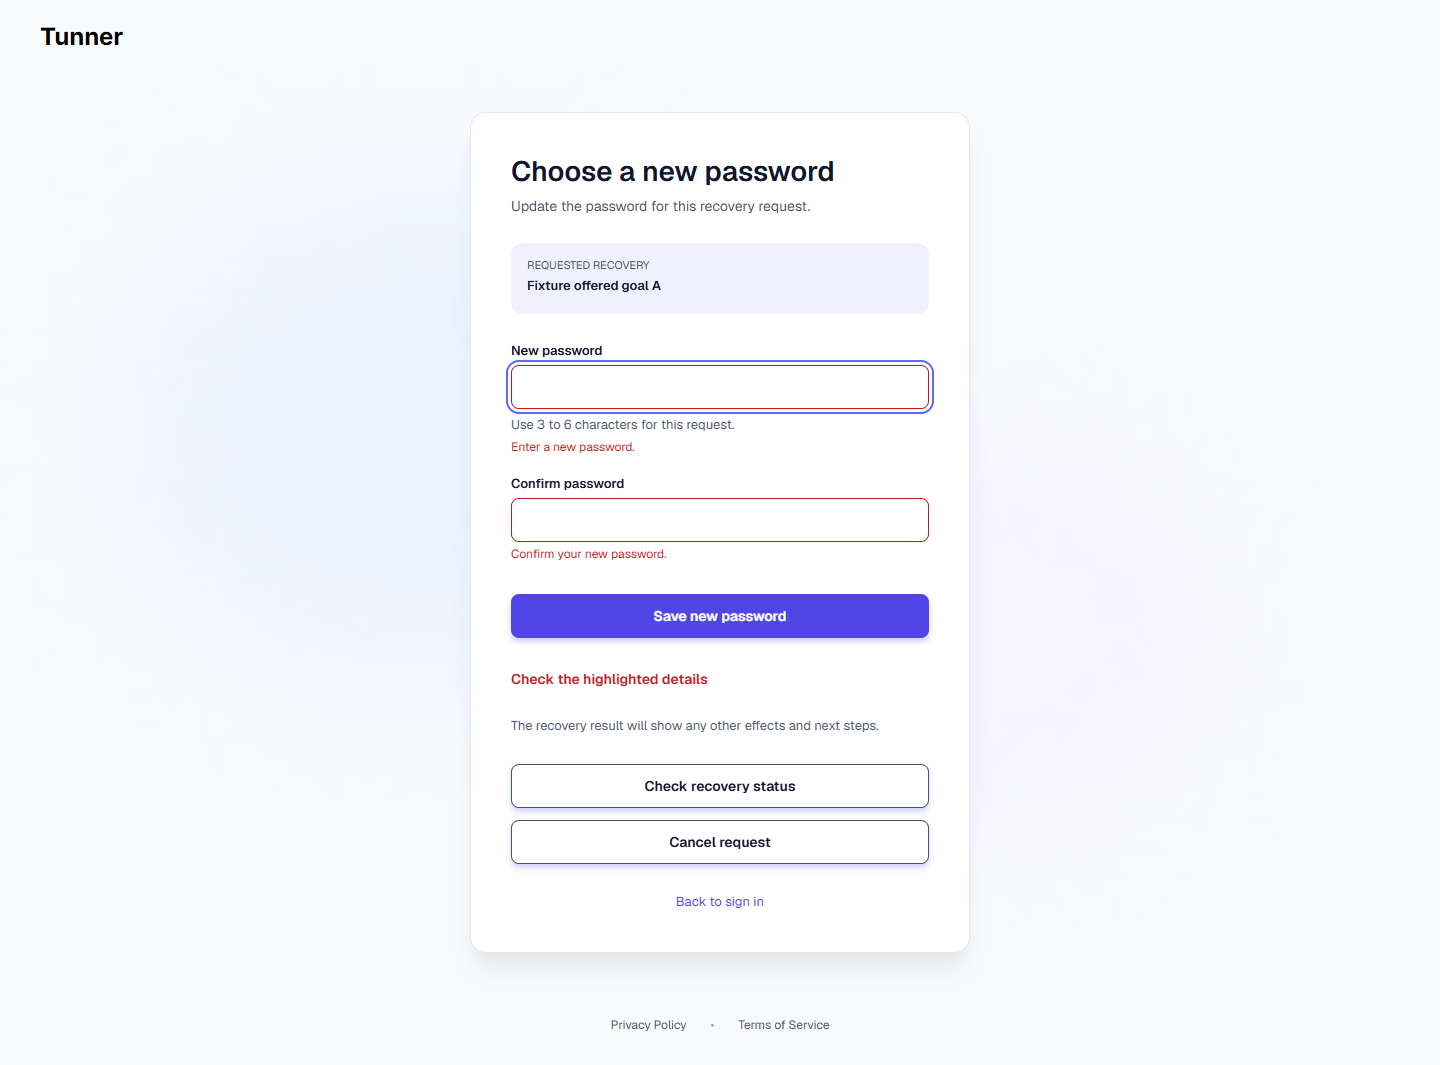 Tunner
Choose a new password
Update the password for this recovery request.
REQUESTED RECOVERY
Fixture offered goal A
New password
Use 3 to 6 characters for this request.
Enter a new password.
Confirm password
Confirm your new password.
Save new password
Check the highlighted details
The recovery result will show any other effects and next steps.
Check recovery status
Cancel request
Back to sign in
Privacy Policy • Terms of Service